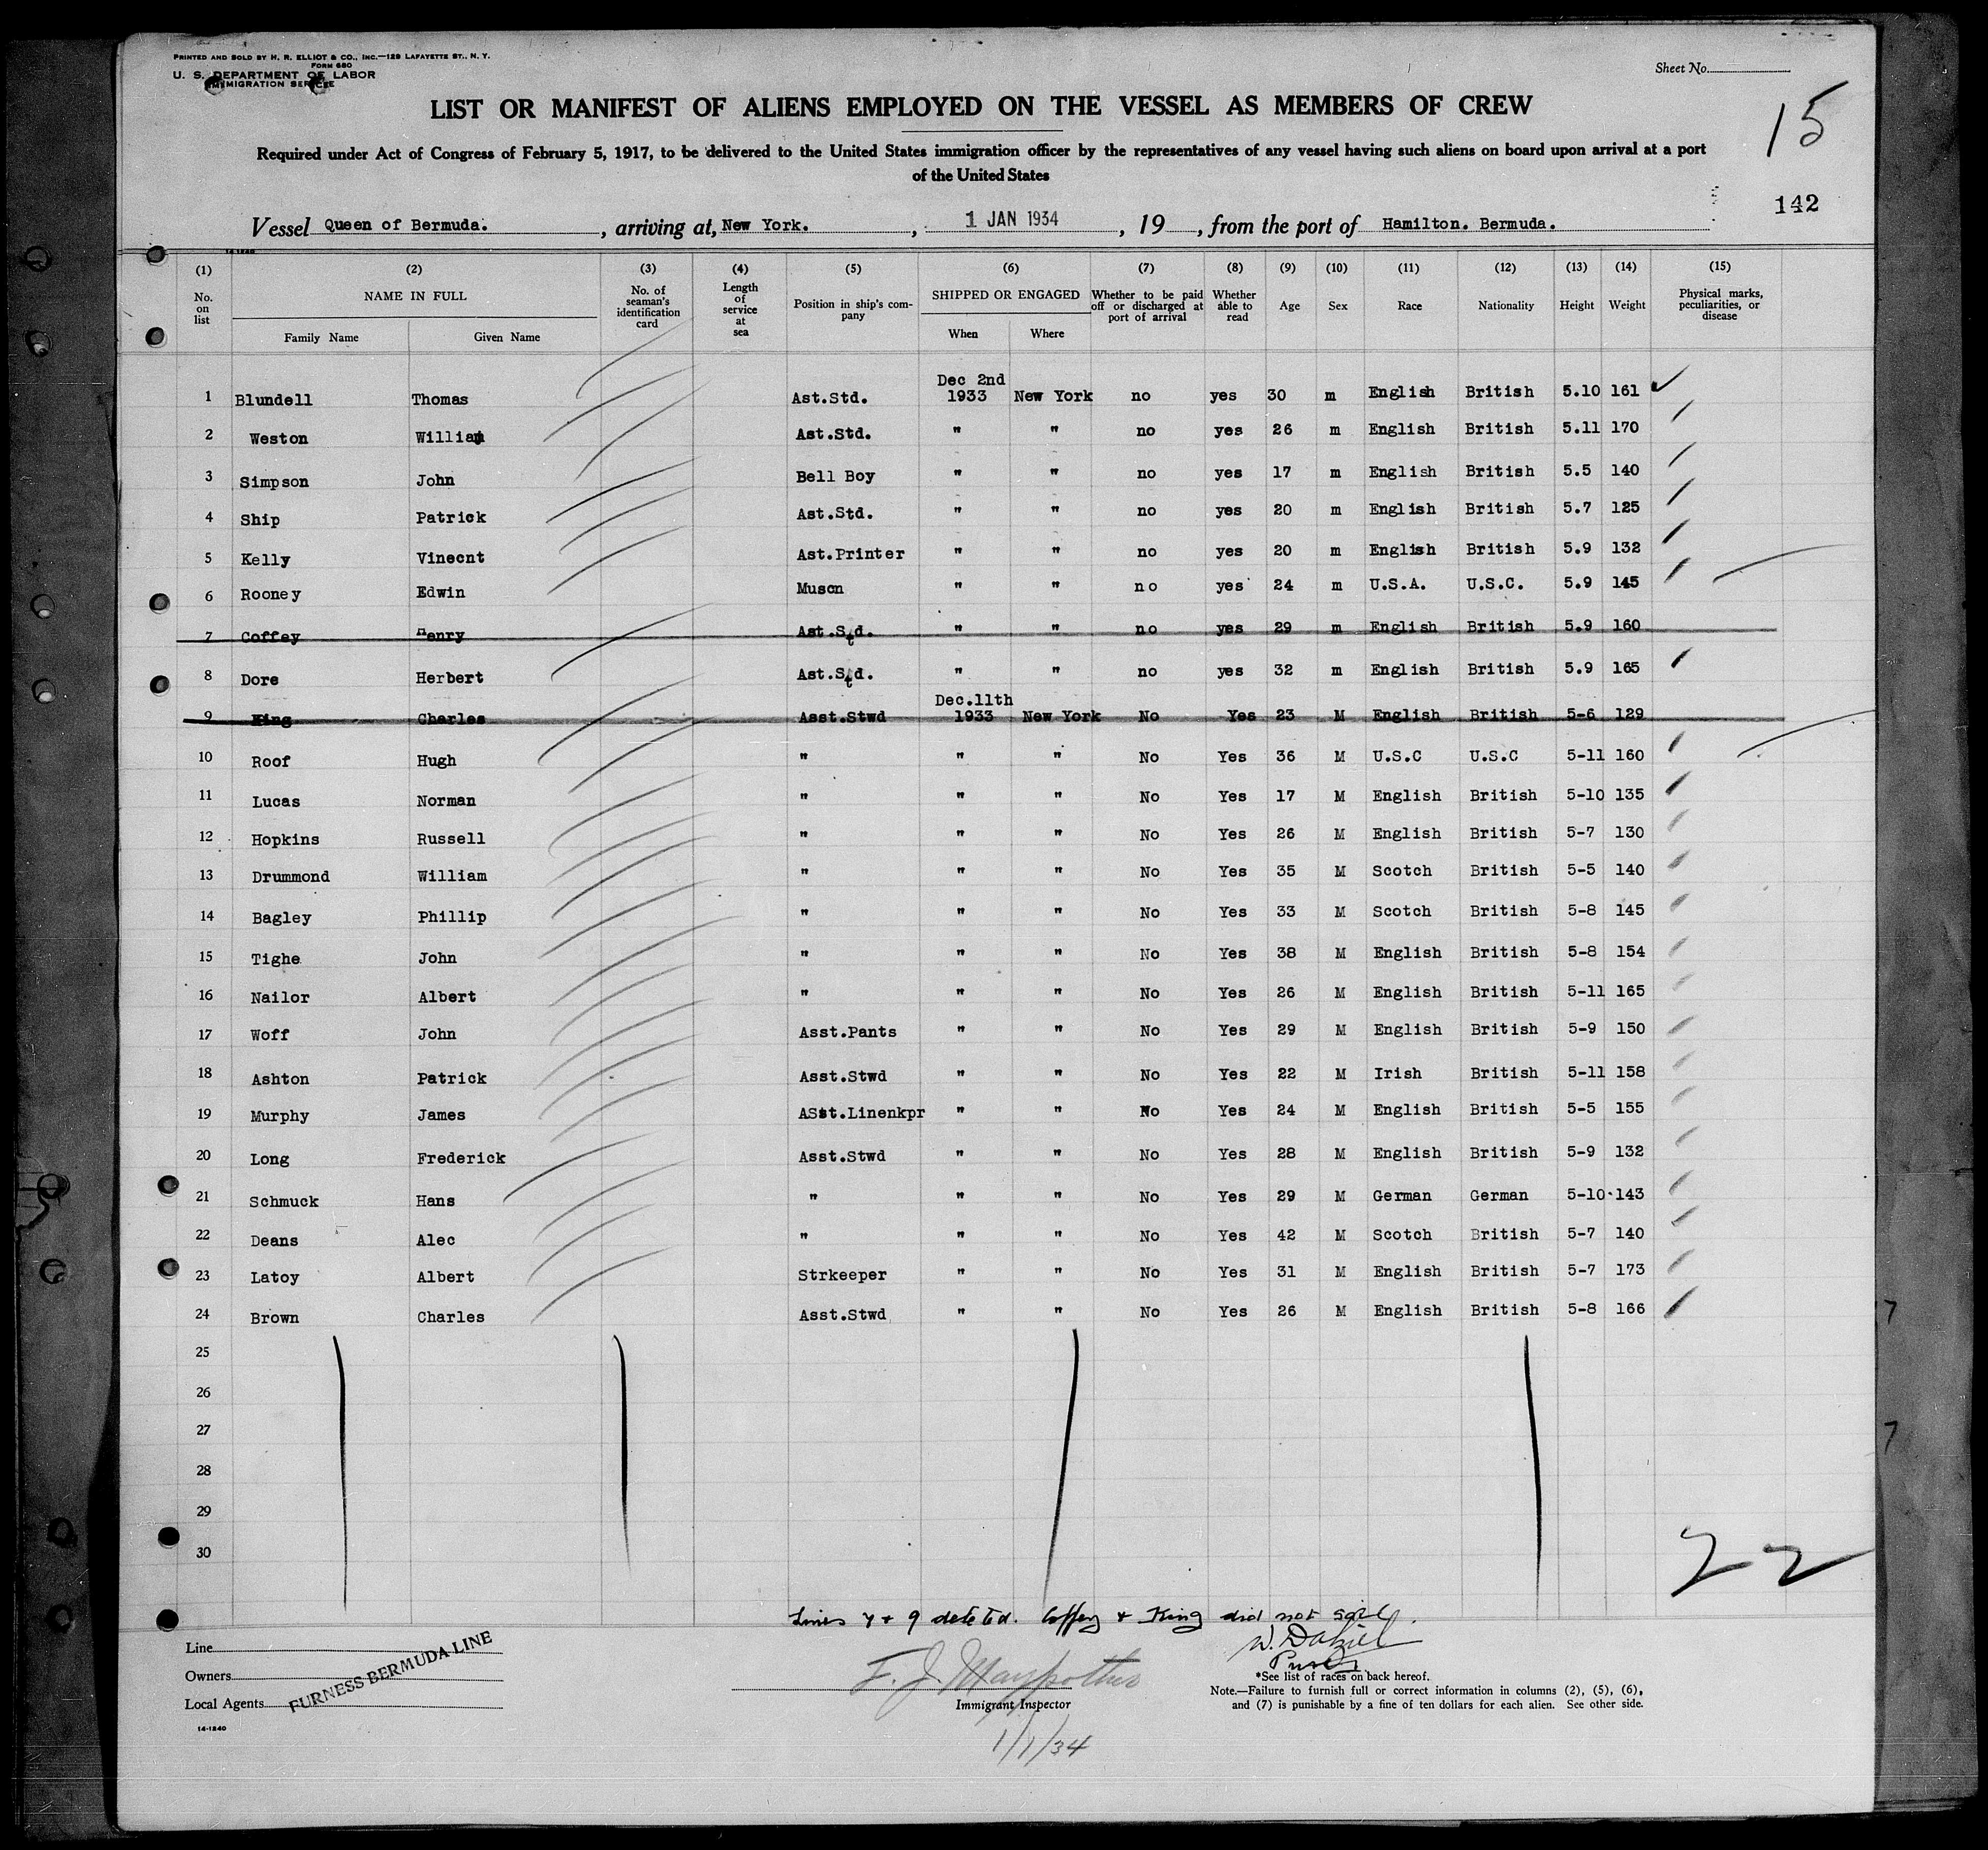 PRINTED AND SOLD BY H. R. ELLIOT & CO., INC.—129 LAFAYETTE ST., N. Y.
FORM 680
U. S. DEPARTMENT OF LABOR
IMMIGRATION SERVICE
Sheet No.
LIST OR MANIFEST OF ALIENS EMPLOYED ON THE VESSEL AS MEMBERS OF CREW
15
Required under Act of Congress of February 5, 1917, to be delivered to the United States immigration officer by the representatives of any vessel having such aliens on board upon arrival at a port
of the United States
142
Vessel Queen of Bermuda. , arriving at, New York. , 1 JAN 1934 , 19 , from the port of Hamilton. Bermuda.
14-1240
(1) (2) (3) (4) (5) (6) (7) (8) (9) (10) (11) (12) (13) (14) (15)
No. on list NAME IN FULL Family Name Given Name No. of seaman's identification card Length of service at sea Position in ship's company SHIPPED OR ENGAGED When Where Whether to be paid off or discharged at port of arrival Whether able to read Age Sex Race Nationality Height Weight Physical marks, peculiarities, or disease
1 Blundell Thomas Ast.Std. Dec 2nd 1933 New York no yes 30 m English British 5.10 161
2 Weston William Ast.Std. " " no yes 26 m English British 5.11 170
3 Simpson John Bell Boy " " no yes 17 m English British 5.5 140
4 Ship Patrick Ast.Std. " " no yes 20 m English British 5.7 125
5 Kelly Vinecnt Ast.Printer " " no yes 20 m English British 5.9 132
6 Rooney Edwin Muscn " " no yes 24 m U.S.A. U.S.C. 5.9 145
7 Coffey Henry Ast.Std. " " no yes 29 m English British 5.9 160
8 Dore Herbert Ast.Std. " " no yes 32 m English British 5.9 165
9 King Charles Asst.Stwd Dec.11th 1933 New York No Yes 23 M English British 5-6 129
10 Roof Hugh " " " No Yes 36 M U.S.C U.S.C 5-11 160
11 Lucas Norman " " " No Yes 17 M English British 5-10 135
12 Hopkins Russell " " " No Yes 26 M English British 5-7 130
13 Drummond William " " " No Yes 35 M Scotch British 5-5 140
14 Bagley Phillip " " " No Yes 33 M Scotch British 5-8 145
15 Tighe John " " " No Yes 38 M English British 5-8 154
16 Nailor Albert " " " No Yes 26 M English British 5-11 165
17 Woff John Asst.Pants " " No Yes 29 M English British 5-9 150
18 Ashton Patrick Asst.Stwd " " No Yes 22 M Irish British 5-11 158
19 Murphy James ASst.Linenkpr " " No Yes 24 M English British 5-5 155
20 Long Frederick Asst.Stwd " " No Yes 28 M English British 5-9 132
21 Schmuck Hans " " " No Yes 29 M German German 5-10 143
22 Deans Alec " " " No Yes 42 M Scotch British 5-7 140
23 Latoy Albert Strkeeper " " No Yes 31 M English British 5-7 173
24 Brown Charles Asst.Stwd " " No Yes 26 M English British 5-8 166
25
26
27
28
29
30
22
Lines 7 + 9 deleted. Coffey + King did not sail.
W. Dalziel
Purser
Line
Owners
Local Agents
FURNESS BERMUDA LINE
14-1240
F. J. Maypother
Immigrant Inspector
1/1/34
*See list of races on back hereof.
Note.—Failure to furnish full or correct information in columns (2), (5), (6),
and (7) is punishable by a fine of ten dollars for each alien. See other side.